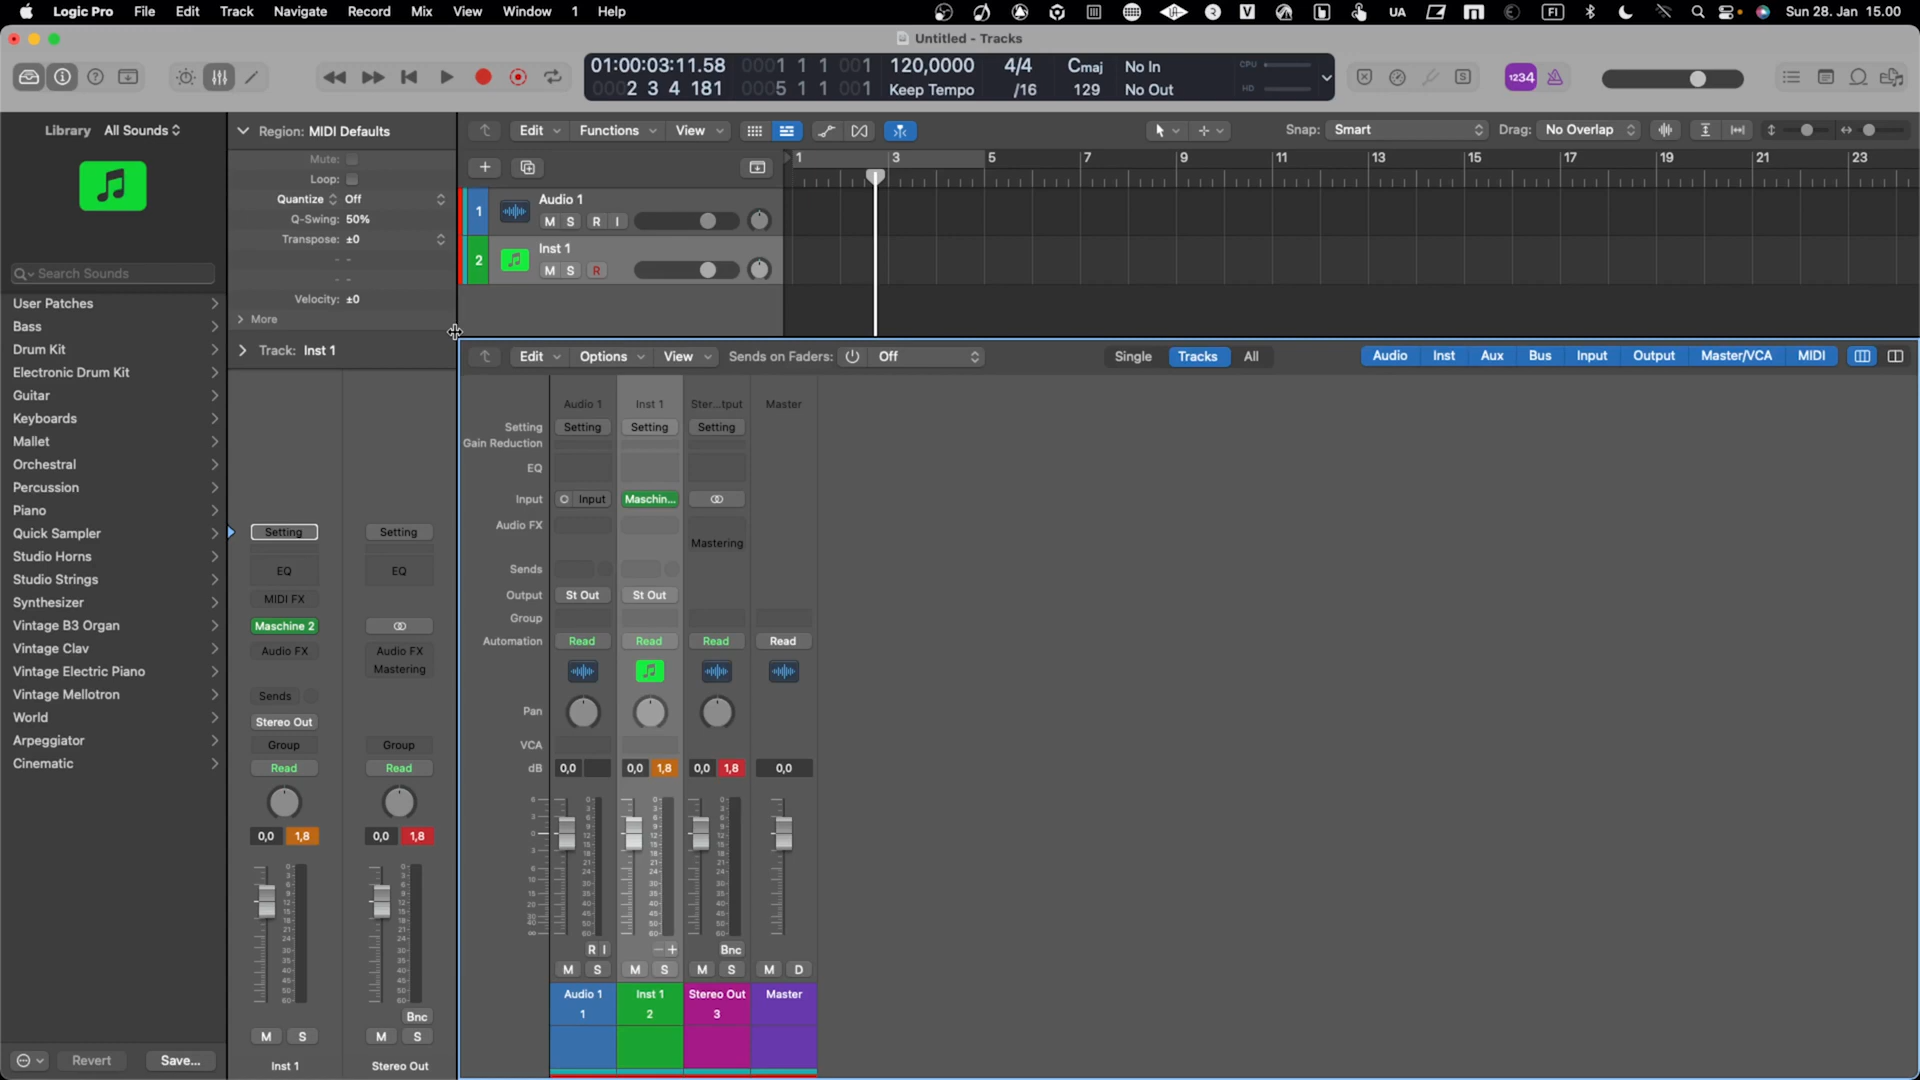 Logic Pro File Edit Track Navigate Record Mix View Window 1 Help
UA FI Sun 28. Jan 15.00
Untitled - Tracks
01:00:03:11.58 0001 1 1 001 120,0000 4/4 Cmaj No In CPU
0002 3 4 181 0005 1 1 001 Keep Tempo /16 129 No Out HD
1234
Library All Sounds
Region: MIDI Defaults
Edit Functions View
Snap: Smart Drag: No Overlap
Mute:
Loop:
Quantize Off
Q-Swing: 50%
Transpose: ±0
Velocity: ±0
More
Track: Inst 1
1 3 5 7 9 11 13 15 17 19 21 23
1 Audio 1
M S R I
2 Inst 1
M S R
Search Sounds
User Patches
Bass
Drum Kit
Electronic Drum Kit
Guitar
Keyboards
Mallet
Orchestral
Percussion
Piano
Quick Sampler
Studio Horns
Studio Strings
Synthesizer
Vintage B3 Organ
Vintage Clav
Vintage Electric Piano
Vintage Mellotron
World
Arpeggiator
Cinematic
Revert Save...
Setting Setting
EQ EQ
MIDI FX
Maschine 2
Audio FX Audio FX
Mastering
Sends
Stereo Out
Group Group
Read Read
0,0 1,8 0,0 1,8
Bnc
M S M S
Inst 1 Stereo Out
Edit Options View Sends on Faders: Off
Single Tracks All
Audio Inst Aux Bus Input Output Master/VCA MIDI
Audio 1 Inst 1 Ster...tput Master
Setting Setting Setting Setting
Gain Reduction
EQ
Input Input Maschin...
Audio FX
Mastering
Sends
Output St Out St Out
Group
Automation Read Read Read Read
Pan
VCA
dB 0,0 0,0 1,8 0,0 1,8 0,0
R I Bnc
M S M S M S M D
Audio 1 Inst 1 Stereo Out Master
1 2 3